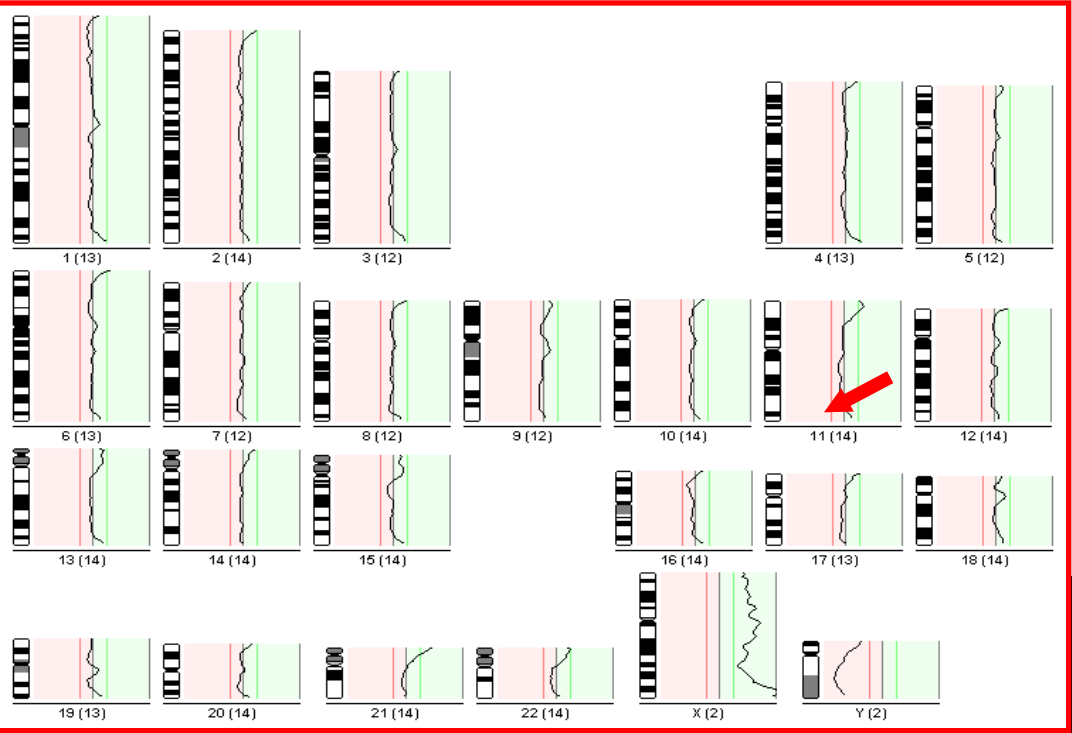 1 (13) 2 (14) 3 (12) 4 (13) 5 (12)
6 (13) 7 (12) 8 (12) 9 (12) 10 (14) 11 (14) 12 (14)
13 (14) 14 (14) 15 (14) 16 (14) 17 (13) 18 (14)
19 (13) 20 (14) 21 (14) 22 (14) X (2) Y (2)